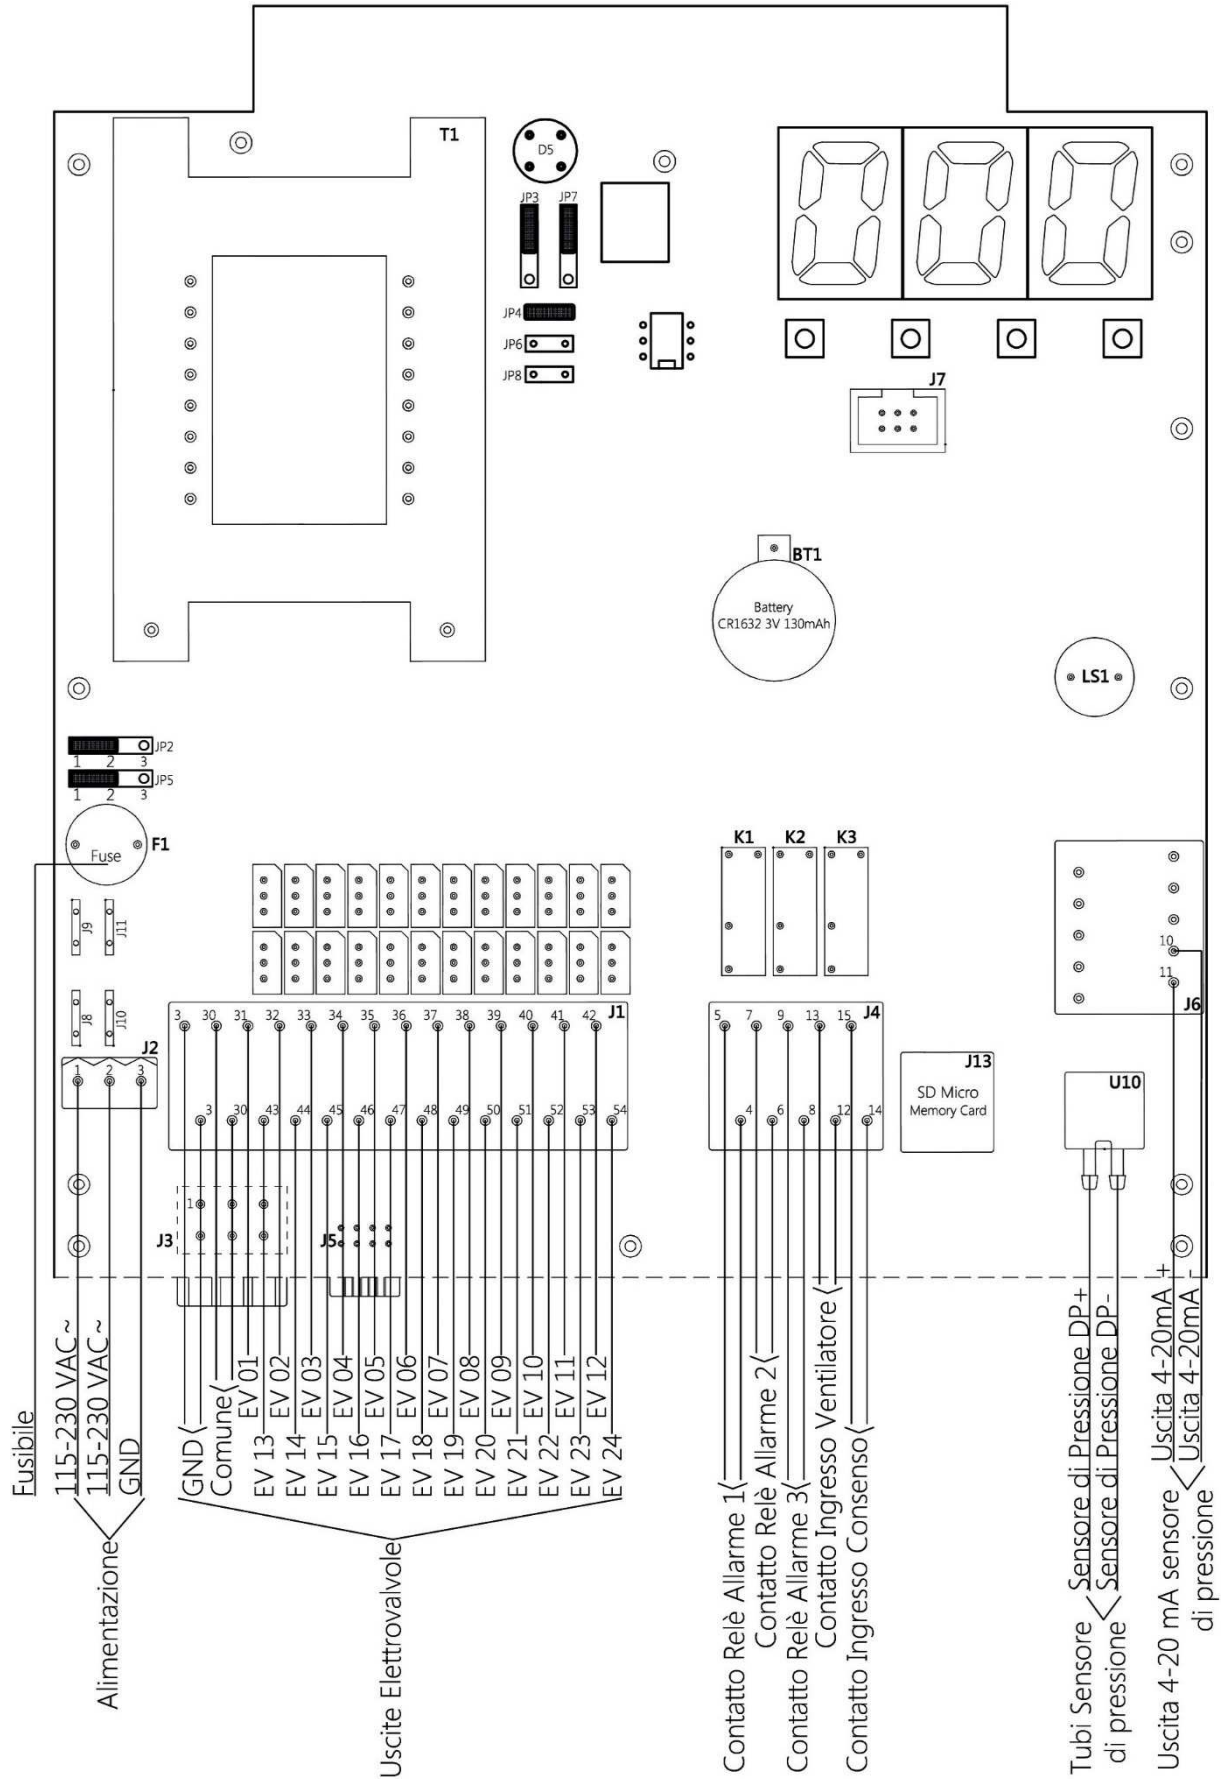 T1
D5
JP3
JP7
JP4
JP6
JP8
J7
BT1
Battery
CR1632 3V 130mAh
LS1
JP2
1 2 3
JP5
1 2 3
F1
Fuse
K1 K2 K3
J9
J11
J8
J10
J2
1 2 3
J1
3 30 31 32 33 34 35 36 37 38 39 40 41 42
3 30 43 44 45 46 47 48 49 50 51 52 53 54
J4
5 7 9 13 15
4 6 8 12 14
J13
SD Micro
Memory Card
10
11
J6
U10
1
J3
J5
Fusibile
115-230 VAC~
115-230 VAC~
GND
Alimentazione
GND
Comune
EV 01
EV 02
EV 03
EV 04
EV 05
EV 06
EV 07
EV 08
EV 09
EV 10
EV 11
EV 12
EV 13
EV 14
EV 15
EV 16
EV 17
EV 18
EV 19
EV 20
EV 21
EV 22
EV 23
EV 24
Uscite Elettrovalvole
Contatto Relè Allarme 1
Contatto Relè Allarme 2
Contatto Relè Allarme 3
Contatto Ingresso Ventilatore
Contatto Ingresso Consenso
Sensore di Pressione DP+
Sensore di Pressione DP-
Tubi Sensore
di pressione
Uscita 4-20mA +
Uscita 4-20mA -
Uscita 4-20 mA sensore
di pressione